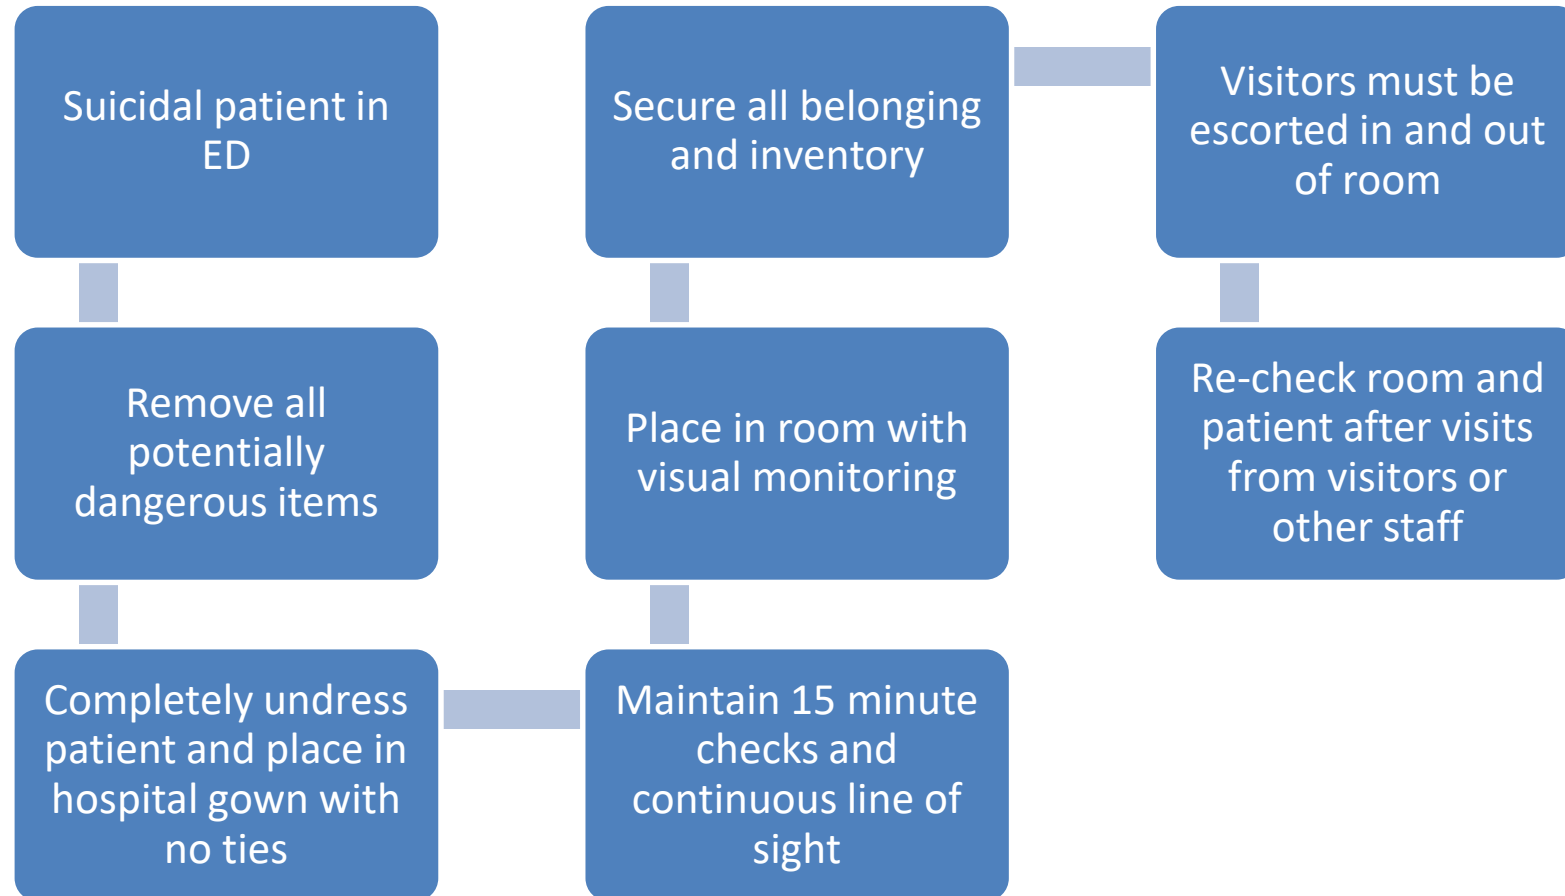 Suicidal patient in
ED
Remove all
potentially
dangerous items
Completely undress
patient and place in
hospital gown with
no ties
Maintain 15 minute
checks and
continuous line of
sight
Place in room with
visual monitoring
Secure all belonging
and inventory
Visitors must be
escorted in and out
of room
Re-check room and
patient after visits
from visitors or
other staff